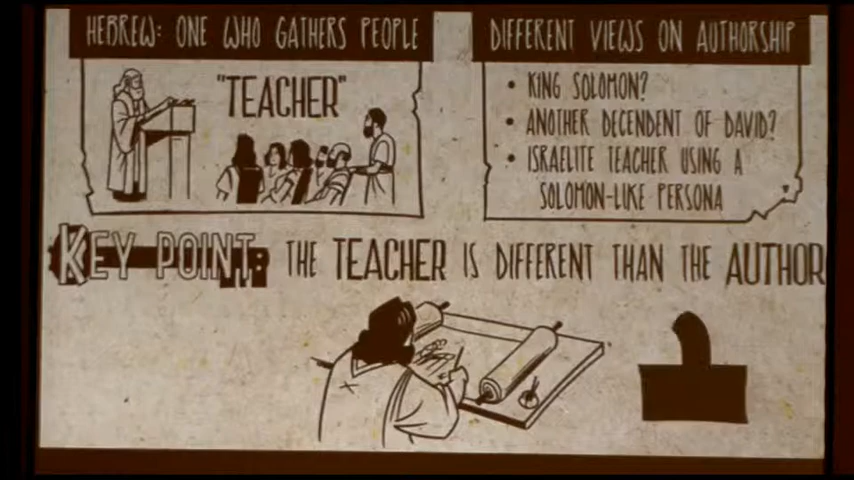 HEBREW: ONE WHO GATHERS PEOPLE
"TEACHER"
DIFFERENT VIEWS ON AUTHORSHIP
• KING SOLOMON?
• ANOTHER DECENDENT OF DAVID?
• ISRAELITE TEACHER USING A
SOLOMON-LIKE PERSONA
KEY POINT: THE TEACHER IS DIFFERENT THAN THE AUTHOR